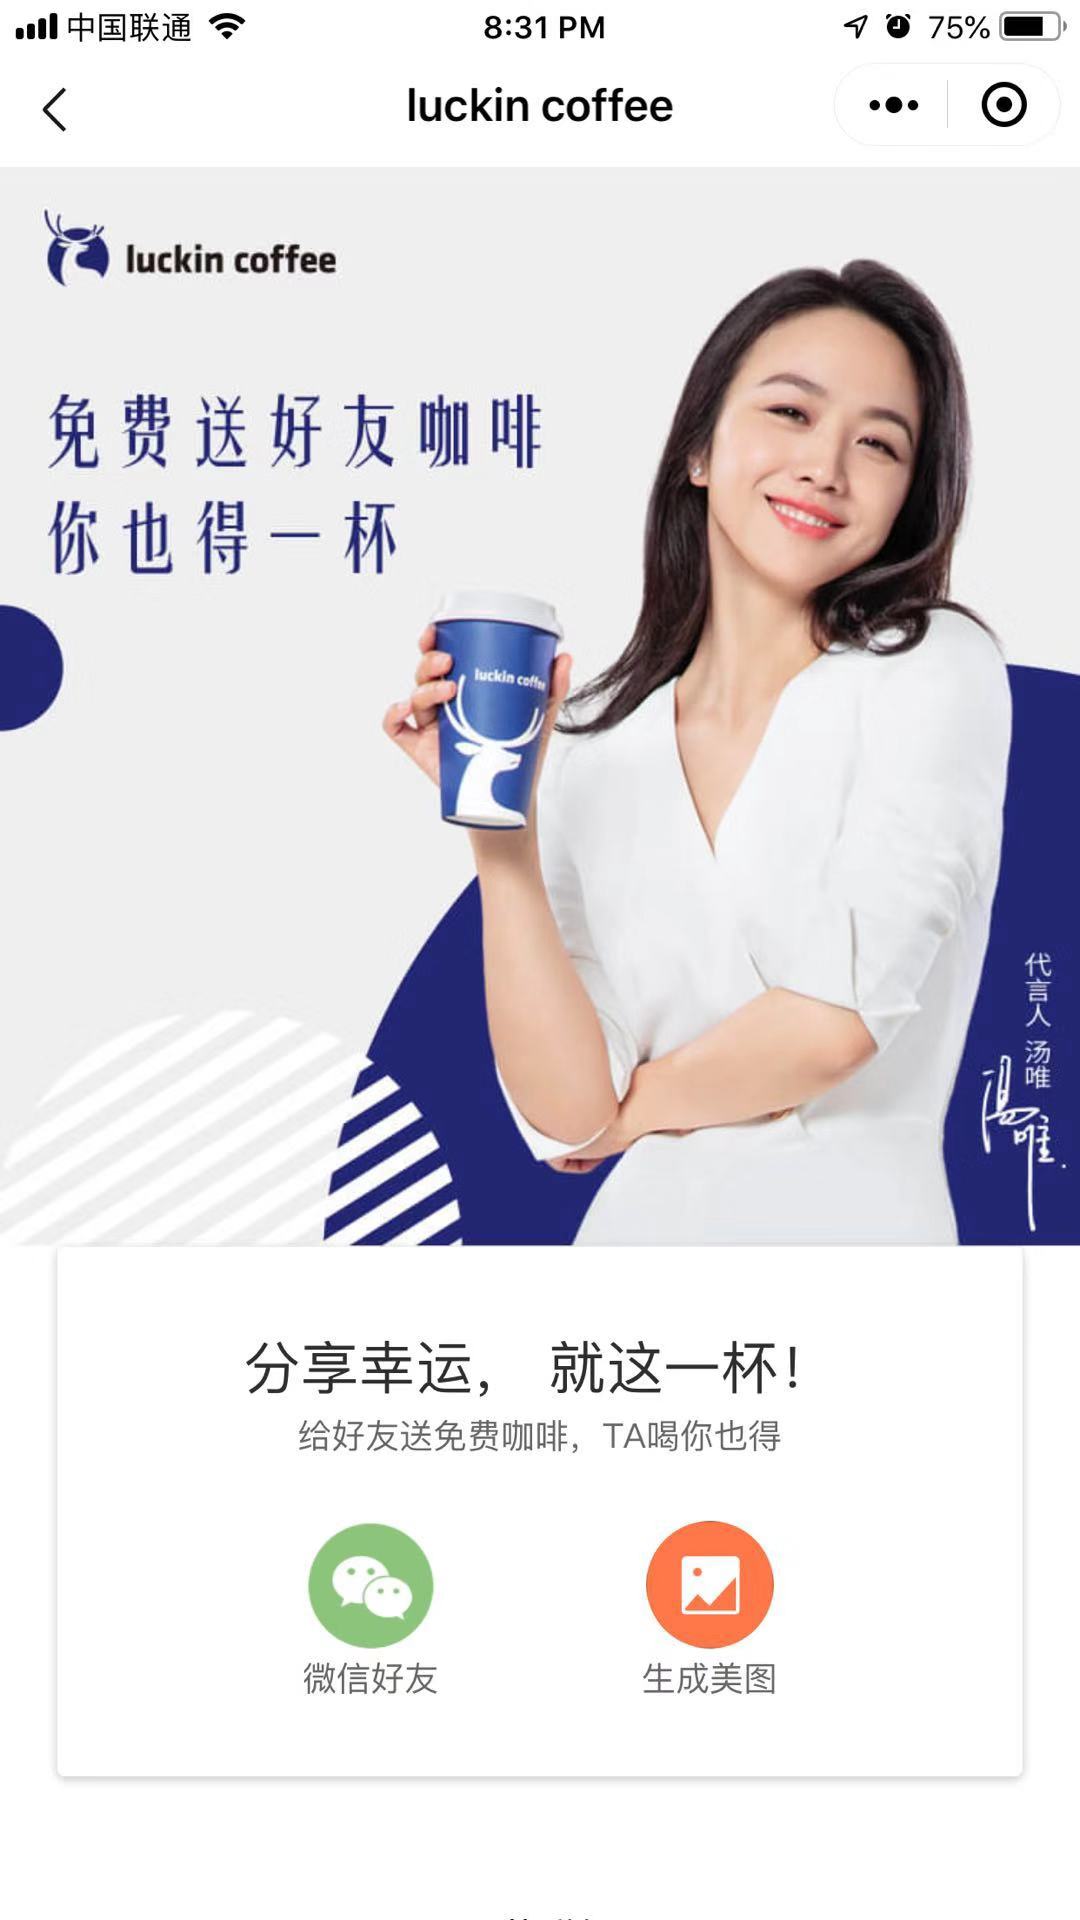 中国联通
8:31 PM
75%
luckin coffee
luckin coffee
免费送好友咖啡
你也得一杯
luckin coffee
代言人 汤唯
汤唯
分享幸运， 就这一杯！
给好友送免费咖啡，TA喝你也得
微信好友
生成美图